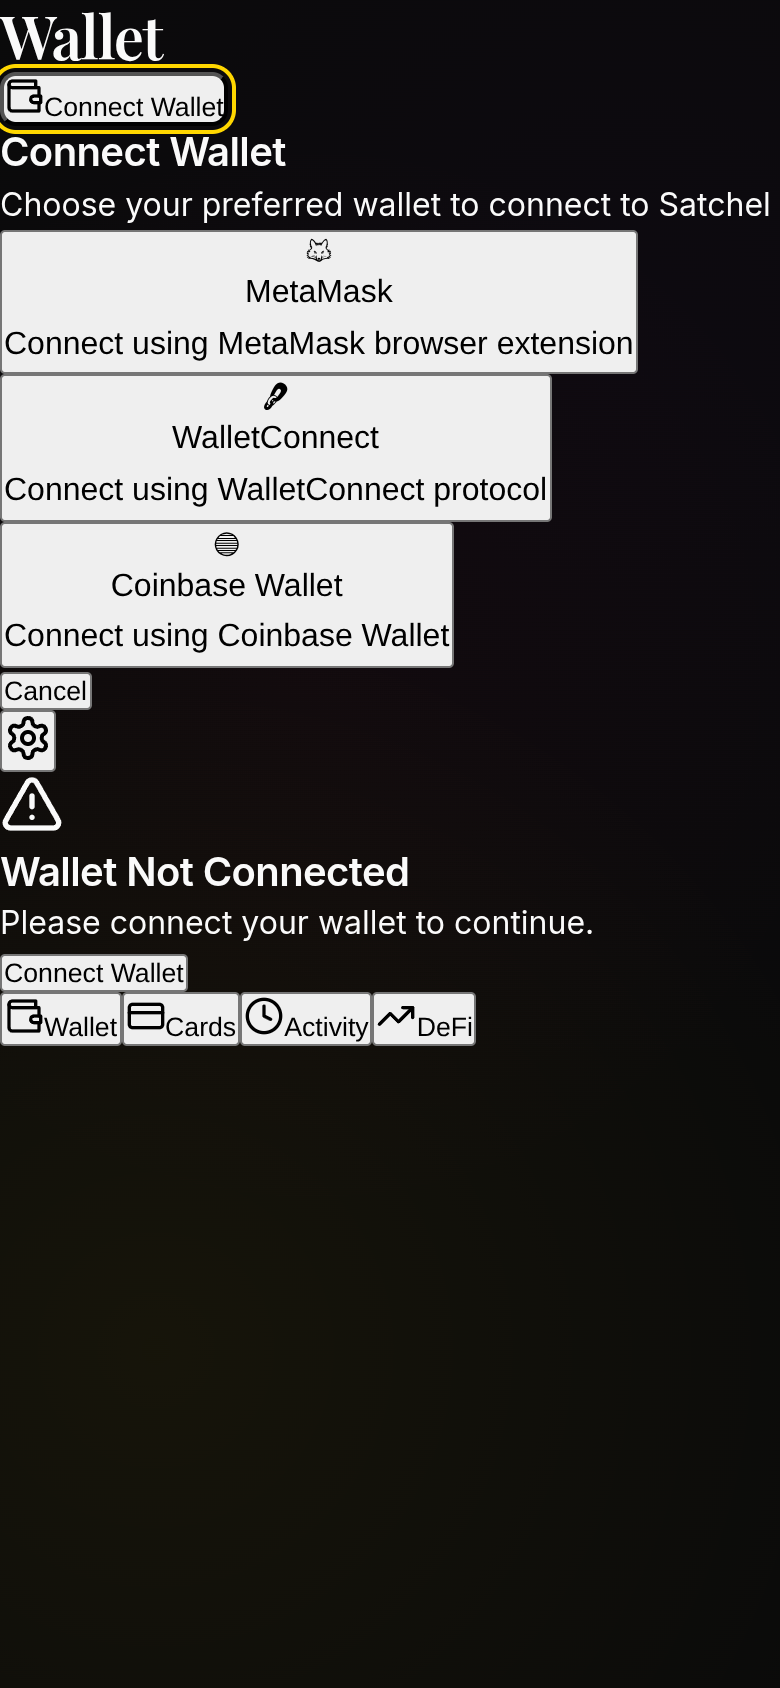 Wallet
Connect Wallet
Connect Wallet
Choose your preferred wallet to connect to Satchel
MetaMask
Connect using MetaMask browser extension
WalletConnect
Connect using WalletConnect protocol
Coinbase Wallet
Connect using Coinbase Wallet
Cancel
Wallet Not Connected
Please connect your wallet to continue.
Connect Wallet
Wallet Cards Activity DeFi